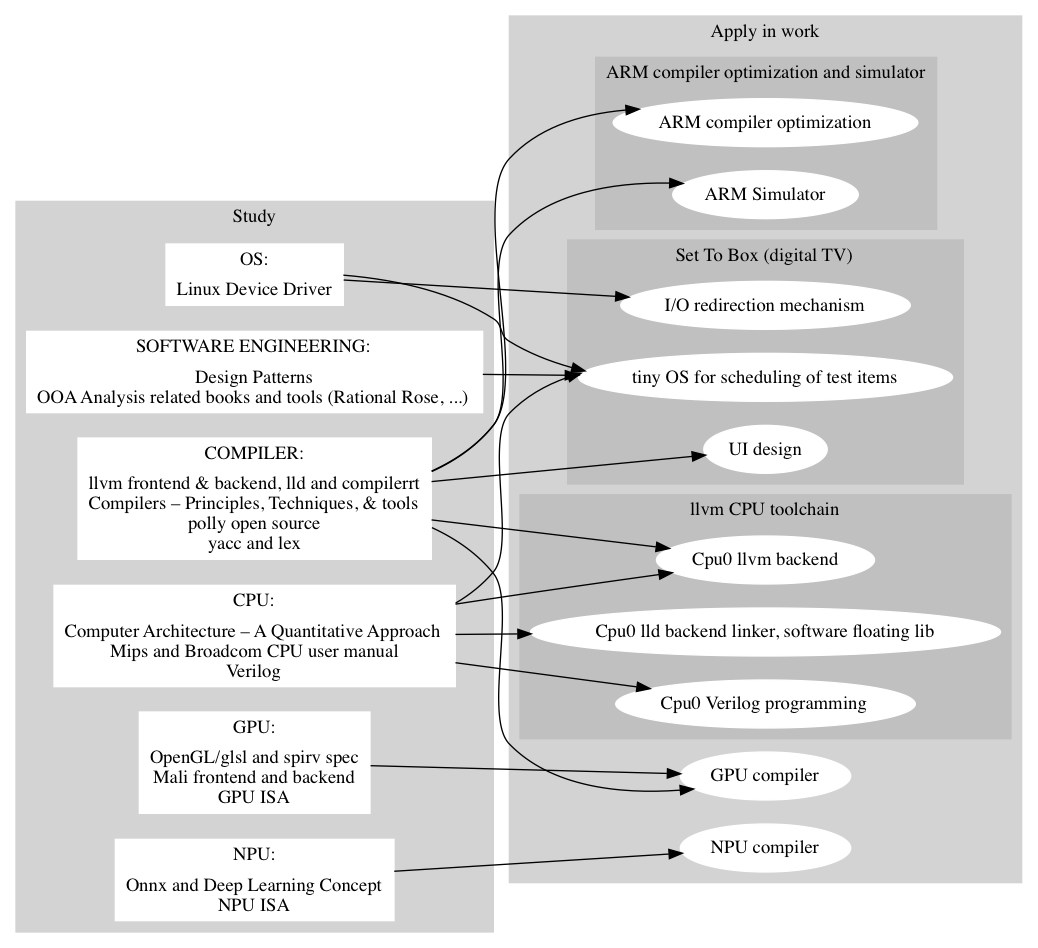 Apply in work
ARM compiler optimization and simulator
ARM compiler optimization
ARM Simulator
Study
OS:
Linux Device Driver
SOFTWARE ENGINEERING:
Design Patterns
OOA Analysis related books and tools (Rational Rose, ...)
COMPILER:
llvm frontend & backend, lld and compilerrt
Compilers – Principles, Techniques, & tools
polly open source
yacc and lex
CPU:
Computer Architecture – A Quantitative Approach
Mips and Broadcom CPU user manual
Verilog
GPU:
OpenGL/glsl and spirv spec
Mali frontend and backend
GPU ISA
NPU:
Onnx and Deep Learning Concept
NPU ISA
Set To Box (digital TV)
I/O redirection mechanism
tiny OS for scheduling of test items
UI design
llvm CPU toolchain
Cpu0 llvm backend
Cpu0 lld backend linker, software floating lib
Cpu0 Verilog programming
GPU compiler
NPU compiler